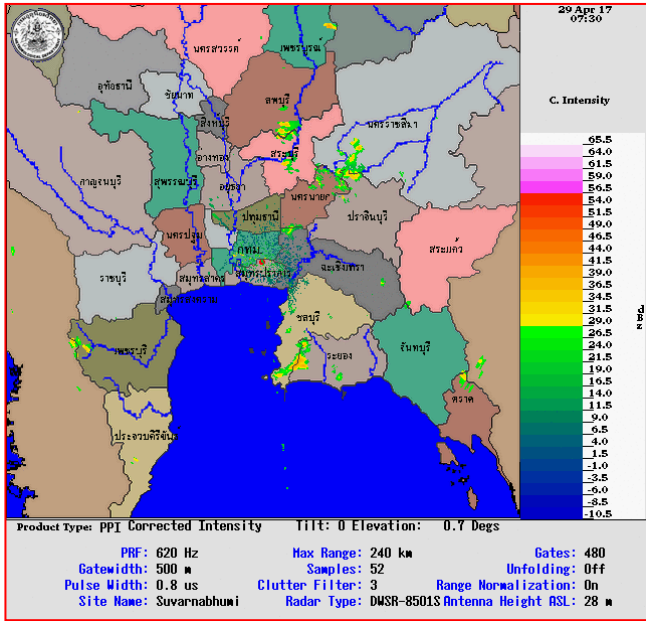 29 Apr 17
07:30
C. Intensity
65.5
64.0
61.5
59.0
56.5
54.0
51.5
49.0
46.5
44.0
41.5
39.0
36.5
34.0
31.5
29.0
26.5
24.0
21.5
19.0
16.5
14.0
11.5
9.0
6.5
4.0
1.5
-1.0
-3.5
-6.0
-8.5
-10.5
dBZ
นครสวรรค์
เพชรบูรณ์
อุทัยธานี
ชัยนาท
ลพบุรี
สิงห์บุรี
นครราชสีมา
อ่างทอง
สระบุรี
กาญจนบุรี
สุพรรณบุรี
อยุธยา
นครนายก
ปราจีนบุรี
ปทุมธานี
นครปฐม
กทม.
สระแก้ว
ราชบุรี
สมุทรสาคร
สมุทรปราการ
ฉะเชิงเทรา
สมุทรสงคราม
ชลบุรี
เพชรบุรี
ระยอง
จันทบุรี
ตราด
ประจวบคีรีขันธ์
Product Type: PPI Corrected Intensity Tilt: 0 Elevation: 0.7 Degs
PRF: 620 Hz Max Range: 240 km Gates: 480
Gatewidth: 500 m Samples: 52 Unfolding: Off
Pulse Width: 0.8 us Clutter Filter: 3 Range Normalization: On
Site Name: Suvarnabhumi Radar Type: DWSR-8501S Antenna Height ASL: 28 m